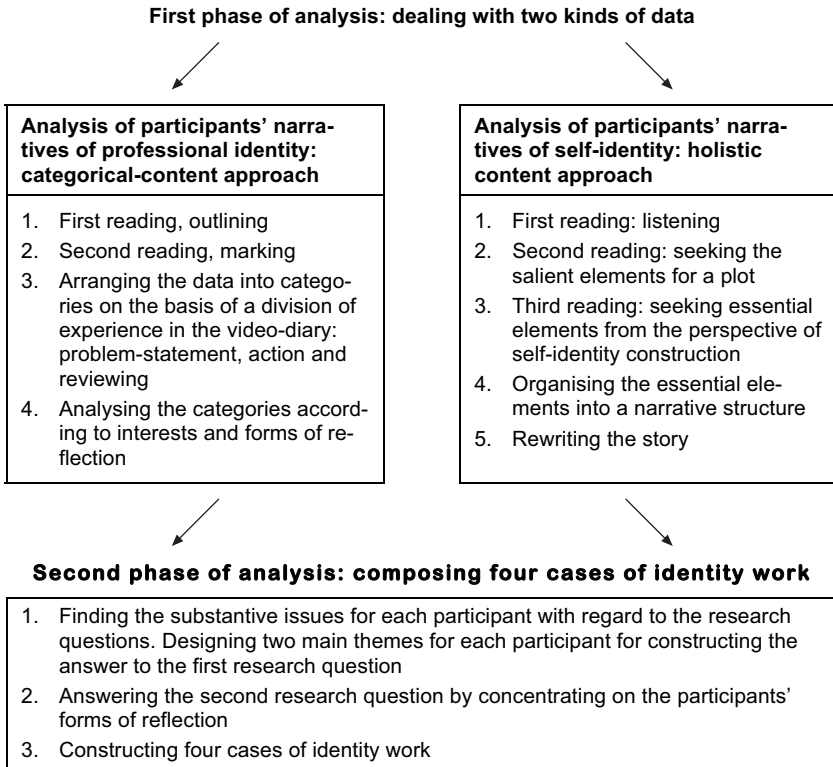 First phase of analysis: dealing with two kinds of data
Analysis of participants' narra-
tives of professional identity:
categorical-content approach
1. First reading, outlining
2. Second reading, marking
3. Arranging the data into catego-
ries on the basis of a division of
experience in the video-diary:
problem-statement, action and
reviewing
4. Analysing the categories accord-
ing to interests and forms of re-
flection
Analysis of participants' narra-
tives of self-identity: holistic
content approach
1. First reading: listening
2. Second reading: seeking the
salient elements for a plot
3. Third reading: seeking essential
elements from the perspective of
self-identity construction
4. Organising the essential ele-
ments into a narrative structure
5. Rewriting the story
Second phase of analysis: composing four cases of identity work
1. Finding the substantive issues for each participant with regard to the research
questions. Designing two main themes for each participant for constructing the
answer to the first research question
2. Answering the second research question by concentrating on the participants'
forms of reflection
3. Constructing four cases of identity work